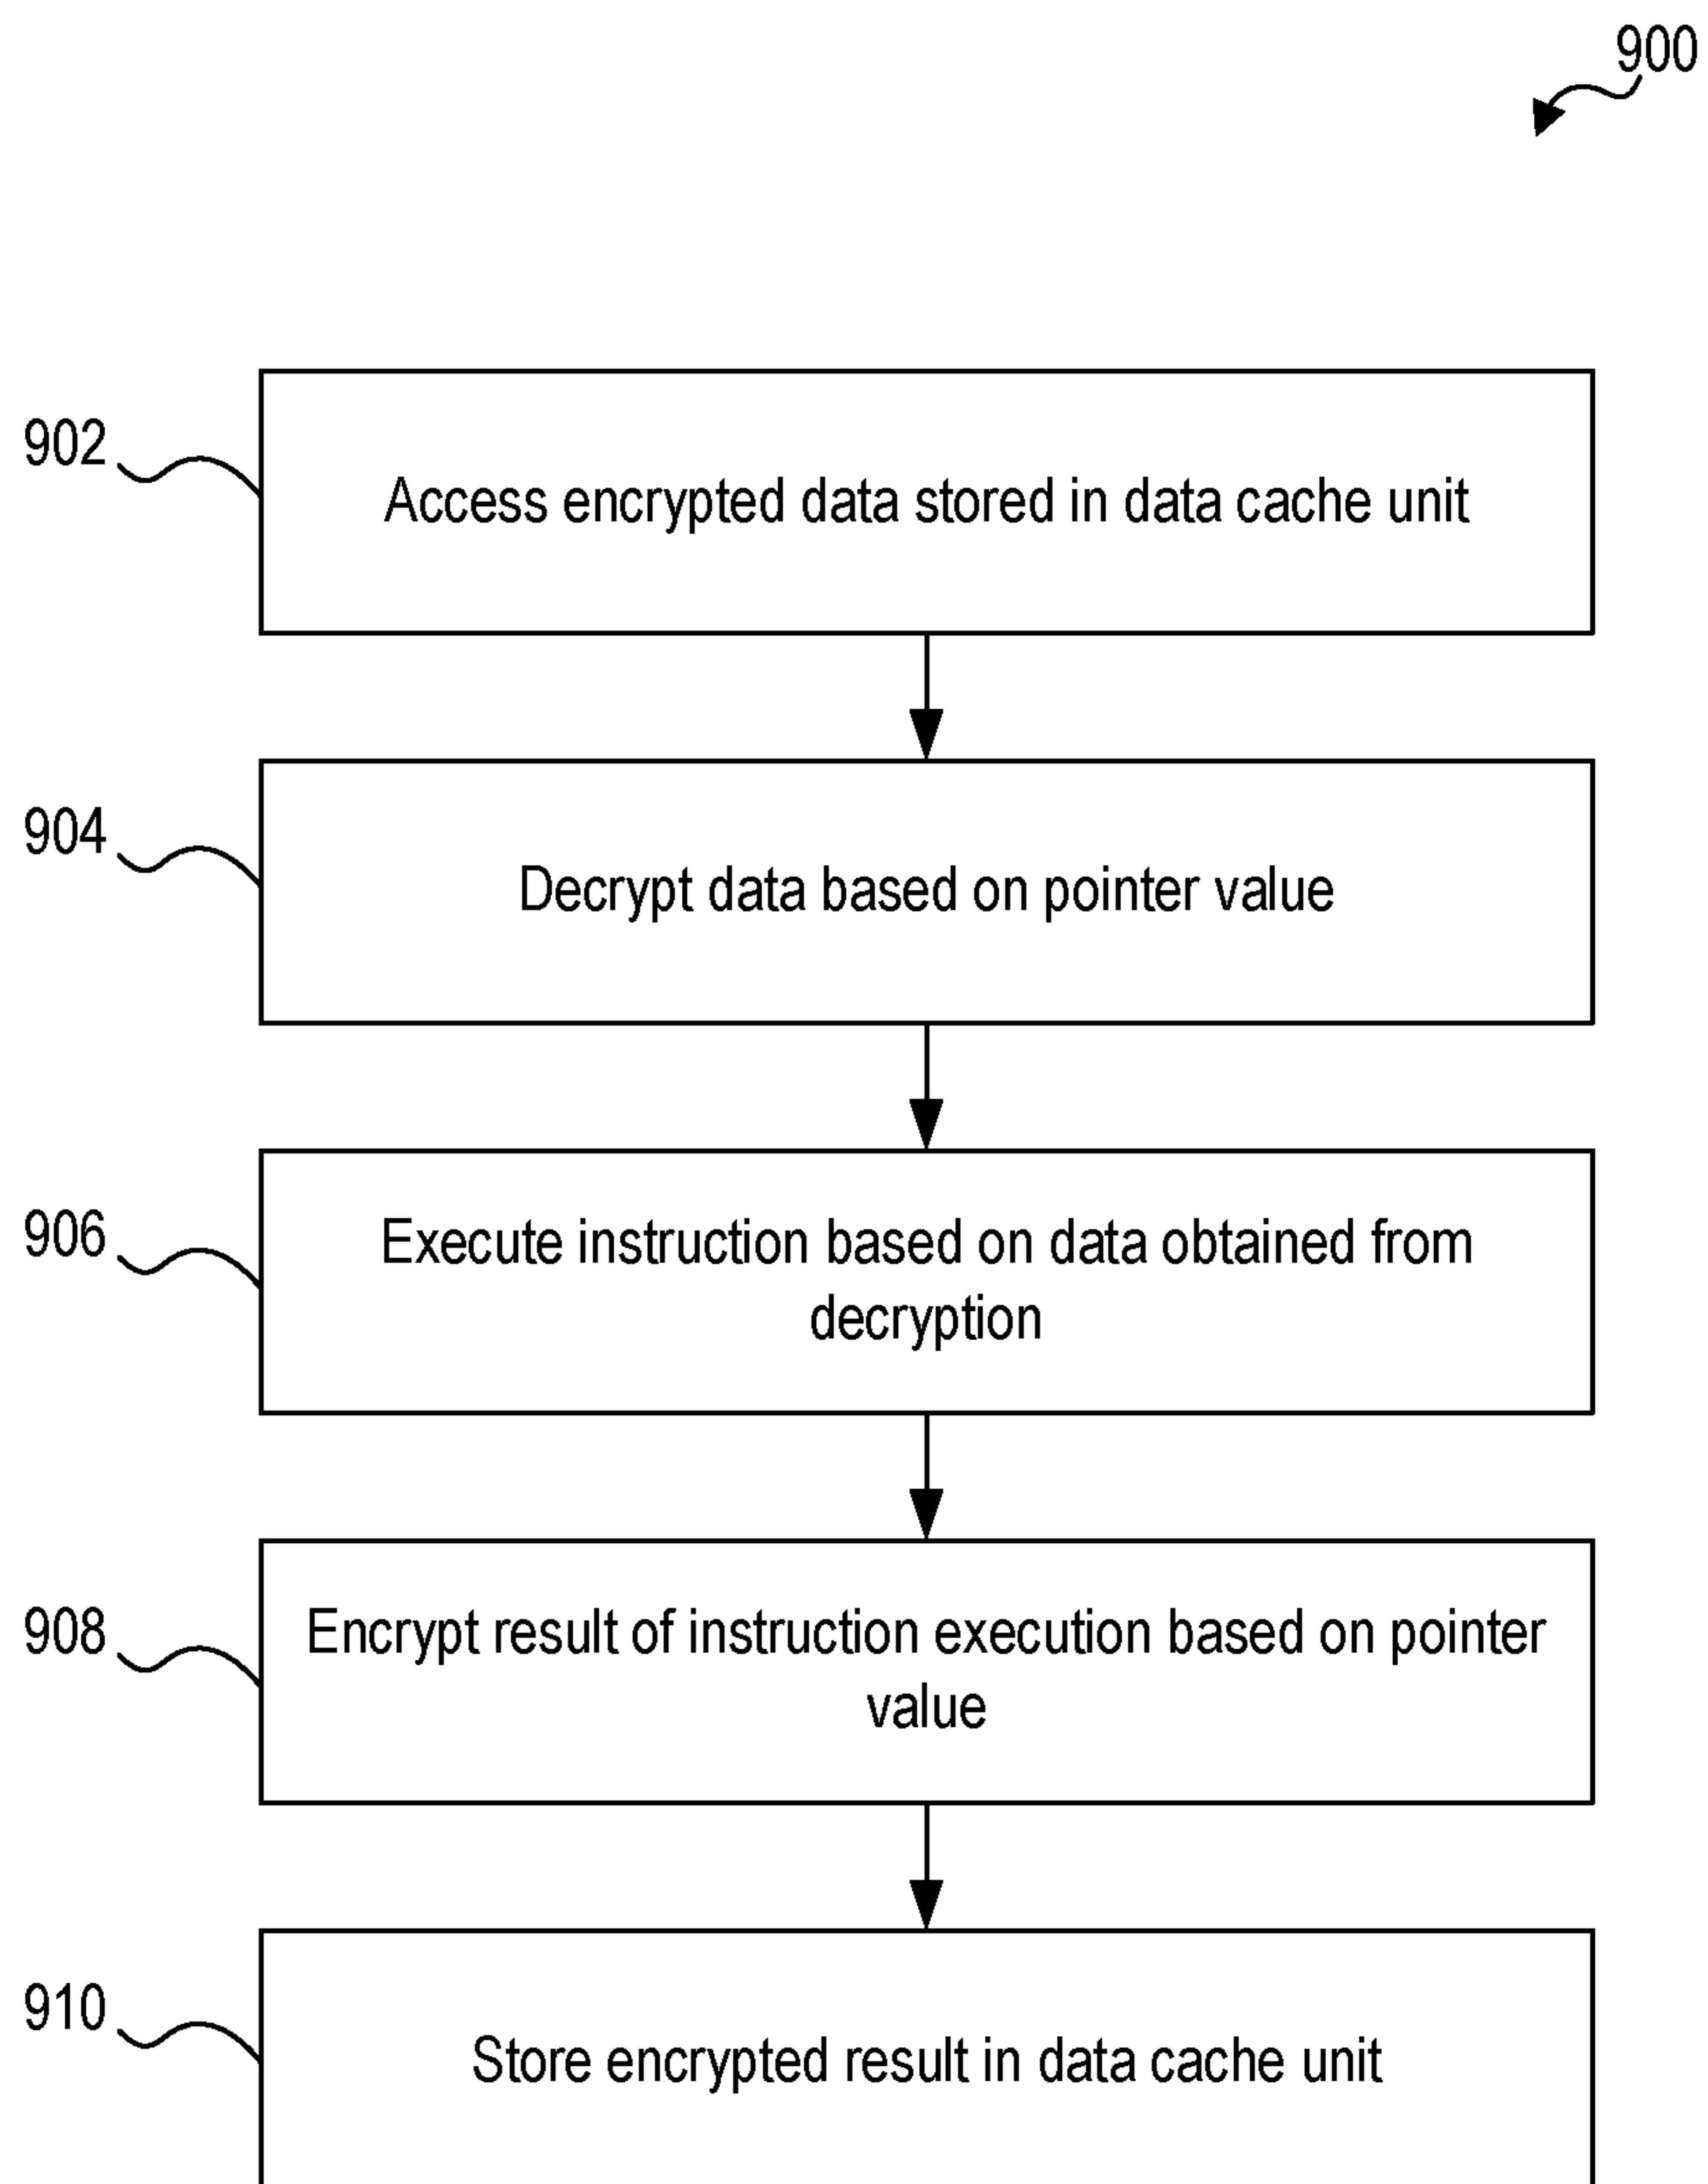 900
902
Access encrypted data stored in data cache unit
904
Decrypt data based on pointer value
906
Execute instruction based on data obtained from
decryption
908
Encrypt result of instruction execution based on pointer
value
910
Store encrypted result in data cache unit